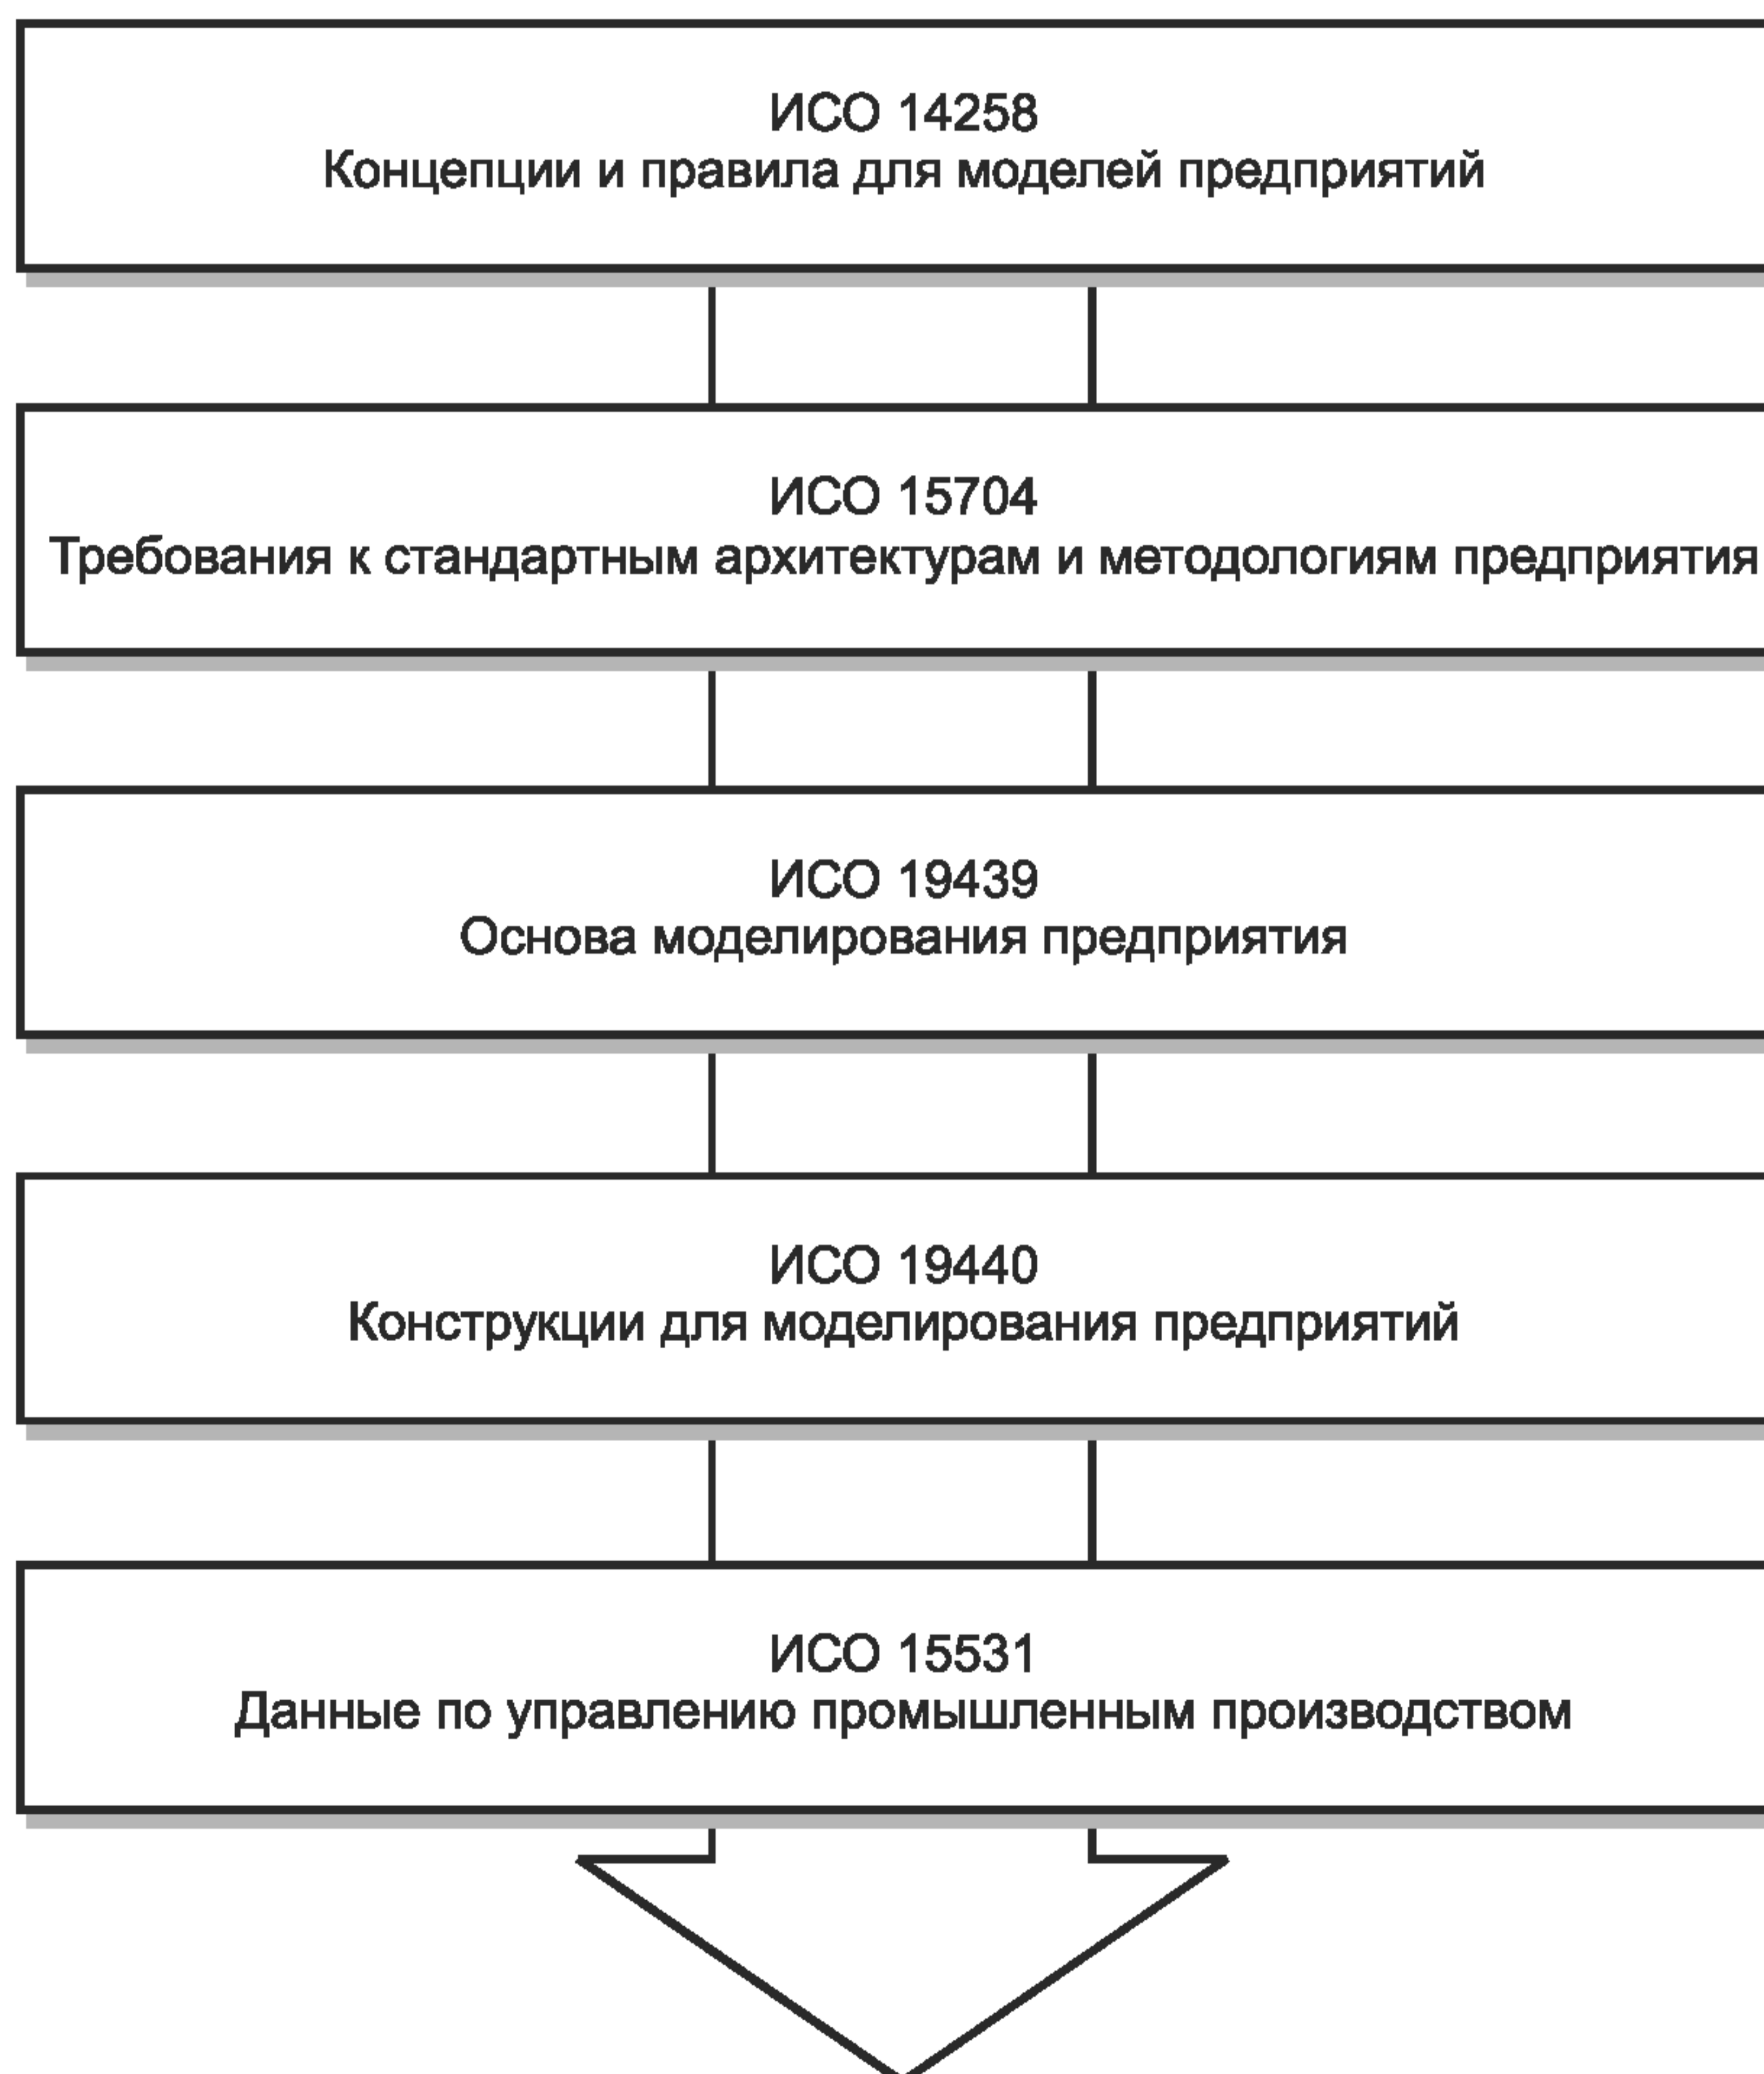 ИСО 14258
Концепции и правила для моделей предприятий
ИСО 15704
Требования к стандартным архитектурам и методологиям предприятия
ИСО 19439
Основа моделирования предприятия
ИСО 19440
Конструкции для моделирования предприятий
ИСО 15531
Данные по управлению промышленным производством